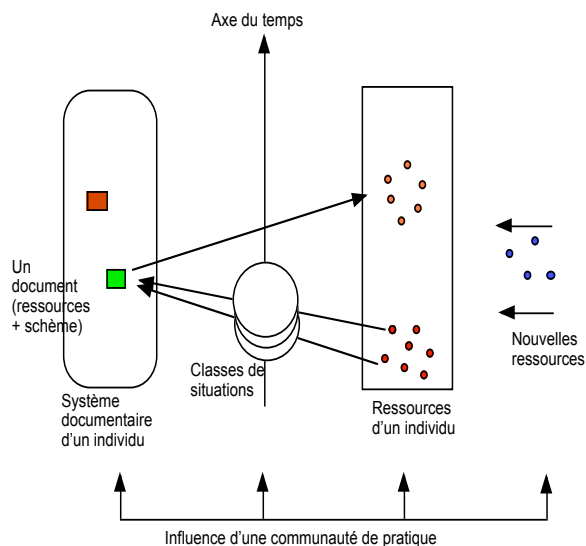 Axe du temps
Un
document
(ressources
+ schème)
Classes de
situations
Nouvelles
ressources
Système
documentaire
d'un individu
Ressources
d'un individu
Influence d'une communauté de pratique